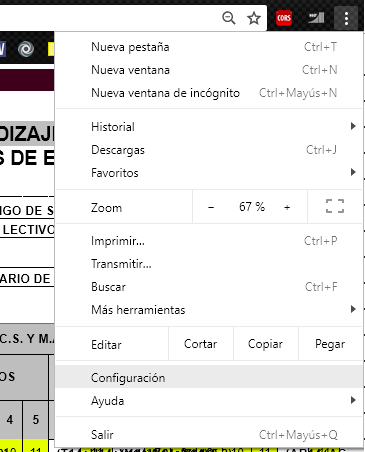 CORS
Nueva pestaña Ctrl+T
Nueva ventana Ctrl+N
Nueva ventana de incógnito Ctrl+Mayús+N
DIZAJ
Historial
S DE E
Descargas Ctrl+J
Favoritos
IGO DE S
Zoom − 67 % +
LECTIVO
Imprimir... Ctrl+P
Transmitir...
ARIO DE
Buscar Ctrl+F
Más herramientas
C.S. Y M.A
Editar Cortar Copiar Pegar
OS
Configuración
Ayuda
4 5
Salir Ctrl+Mayús+Q